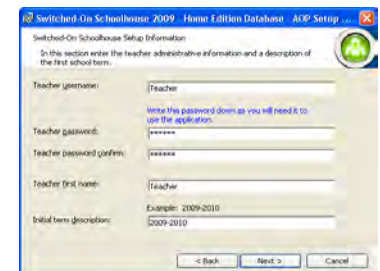 Switched-On Schoolhouse 2009 - Home Edition Database - AOP Setup ...
Switched-On Schoolhouse Setup Information
In this section enter the teacher administrative information and a description of
the first school term.
Teacher username:
Teacher
Write this password down as you will need it to
use the application.
Teacher password:
******
Teacher password confirm:
******
Teacher first name:
Teacher
Example: 2009-2010
Initial term description:
2009-2010
< Back
Next >
Cancel